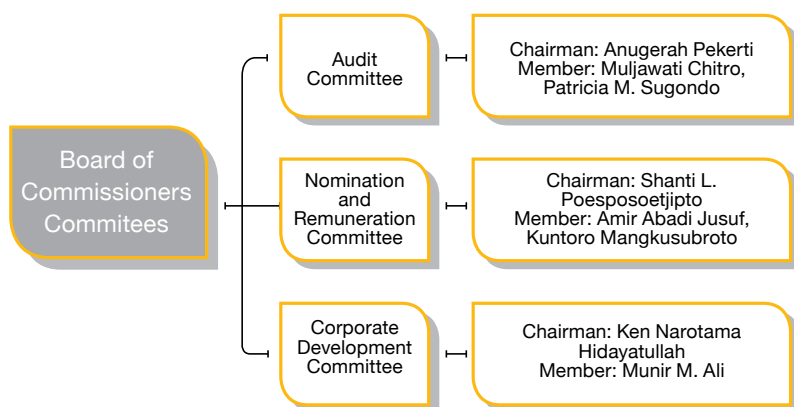 Board of
Commissioners
Commitees
Audit
Committee
Chairman: Anugerah Pekerti
Member: Muljawati Chitro,
Patricia M. Sugondo
Nomination
and
Remuneration
Committee
Chairman: Shanti L.
Poesposoetjipto
Member: Amir Abadi Jusuf,
Kuntoro Mangkusubroto
Corporate
Development
Committee
Chairman: Ken Narotama
Hidayatullah
Member: Munir M. Ali